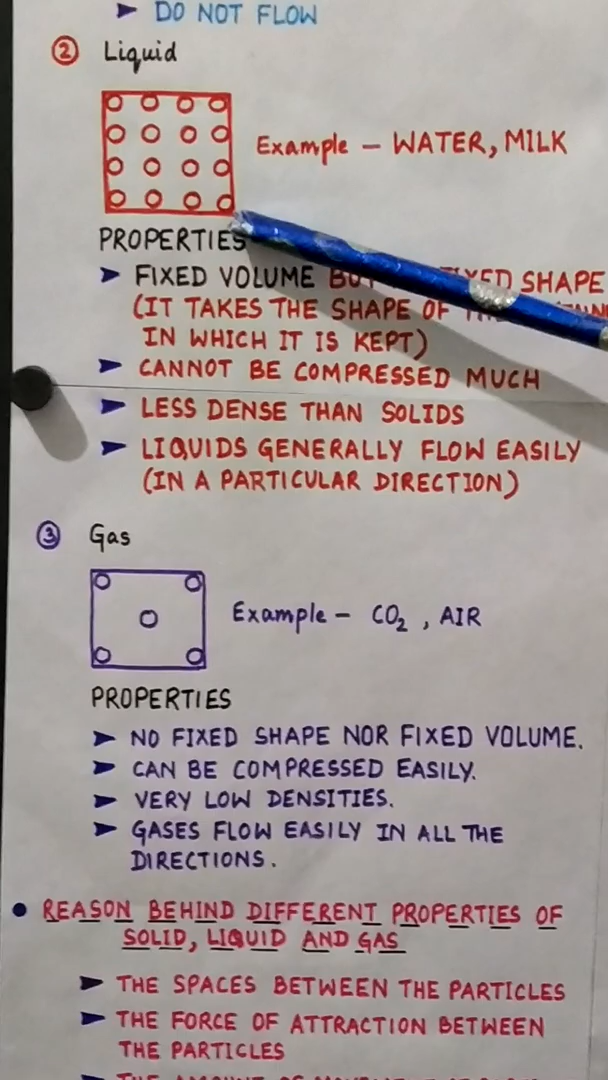 ➤ DO NOT FLOW
② Liquid
Example – WATER, MILK
PROPERTIES
➤ FIXED VOLUME SHAPE
(IT TAKES THE SHAPE OF
IN WHICH IT IS KEPT)
➤ CANNOT BE COMPRESSED MUCH
➤ LESS DENSE THAN SOLIDS
➤ LIQUIDS GENERALLY FLOW EASILY
(IN A PARTICULAR DIRECTION)
③ Gas
Example – CO₂ , AIR
PROPERTIES
➤ NO FIXED SHAPE NOR FIXED VOLUME.
➤ CAN BE COMPRESSED EASILY.
➤ VERY LOW DENSITIES.
➤ GASES FLOW EASILY IN ALL THE
DIRECTIONS.
• REASON BEHIND DIFFERENT PROPERTIES OF
SOLID, LIQUID AND GAS
➤ THE SPACES BETWEEN THE PARTICLES
➤ THE FORCE OF ATTRACTION BETWEEN
THE PARTICLES